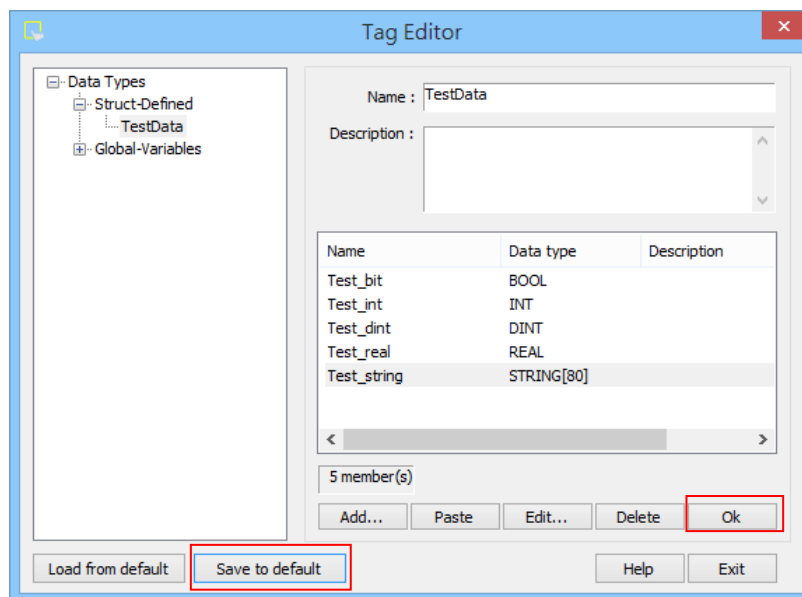 Tag Editor
Data Types
Struct-Defined
TestData
Global-Variables
Name : TestData
Description :
Name Data type Description
Test_bit BOOL
Test_int INT
Test_dint DINT
Test_real REAL
Test_string STRING[80]
5 member(s)
Add... Paste Edit... Delete Ok
Load from default Save to default Help Exit